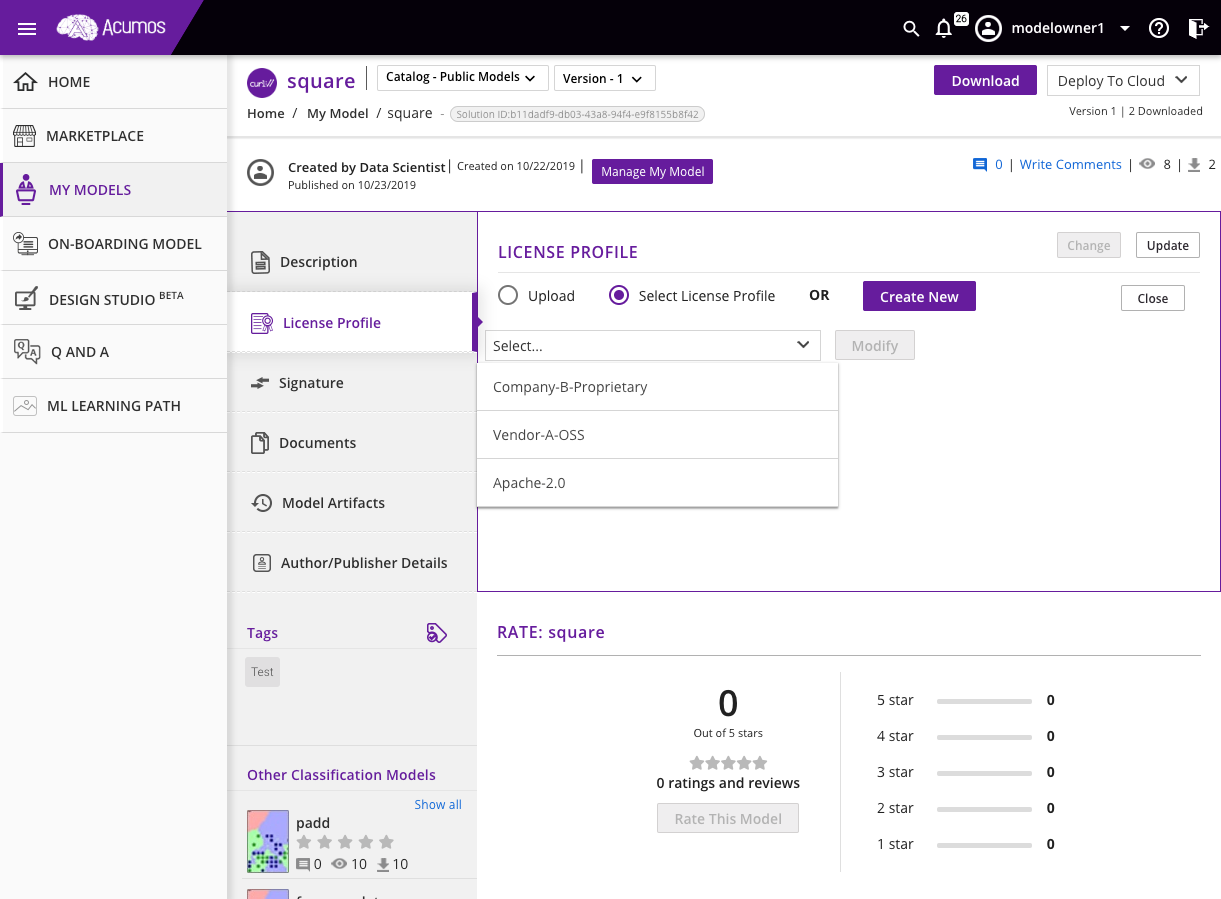 Acumos
26
modelowner1
HOME
MARKETPLACE
MY MODELS
ON-BOARDING MODEL
DESIGN STUDIO BETA
Q AND A
ML LEARNING PATH
square
Catalog - Public Models
Version - 1
Download
Deploy To Cloud
Home / My Model / square - Solution ID:b11dadf9-db03-43a8-94f4-e9f8155b8f42
Version 1 | 2 Downloaded
Created by Data Scientist | Created on 10/22/2019 |
Published on 10/23/2019
Manage My Model
0 | Write Comments | 8 | 2
Description
License Profile
Signature
Documents
Model Artifacts
Author/Publisher Details
Tags
Test
Other Classification Models
Show all
padd
0 10 10
LICENSE PROFILE
Change
Update
Upload
Select License Profile
OR
Create New
Close
Select...
Modify
Company-B-Proprietary
Vendor-A-OSS
Apache-2.0
RATE: square
0
Out of 5 stars
0 ratings and reviews
Rate This Model
5 star 0
4 star 0
3 star 0
2 star 0
1 star 0